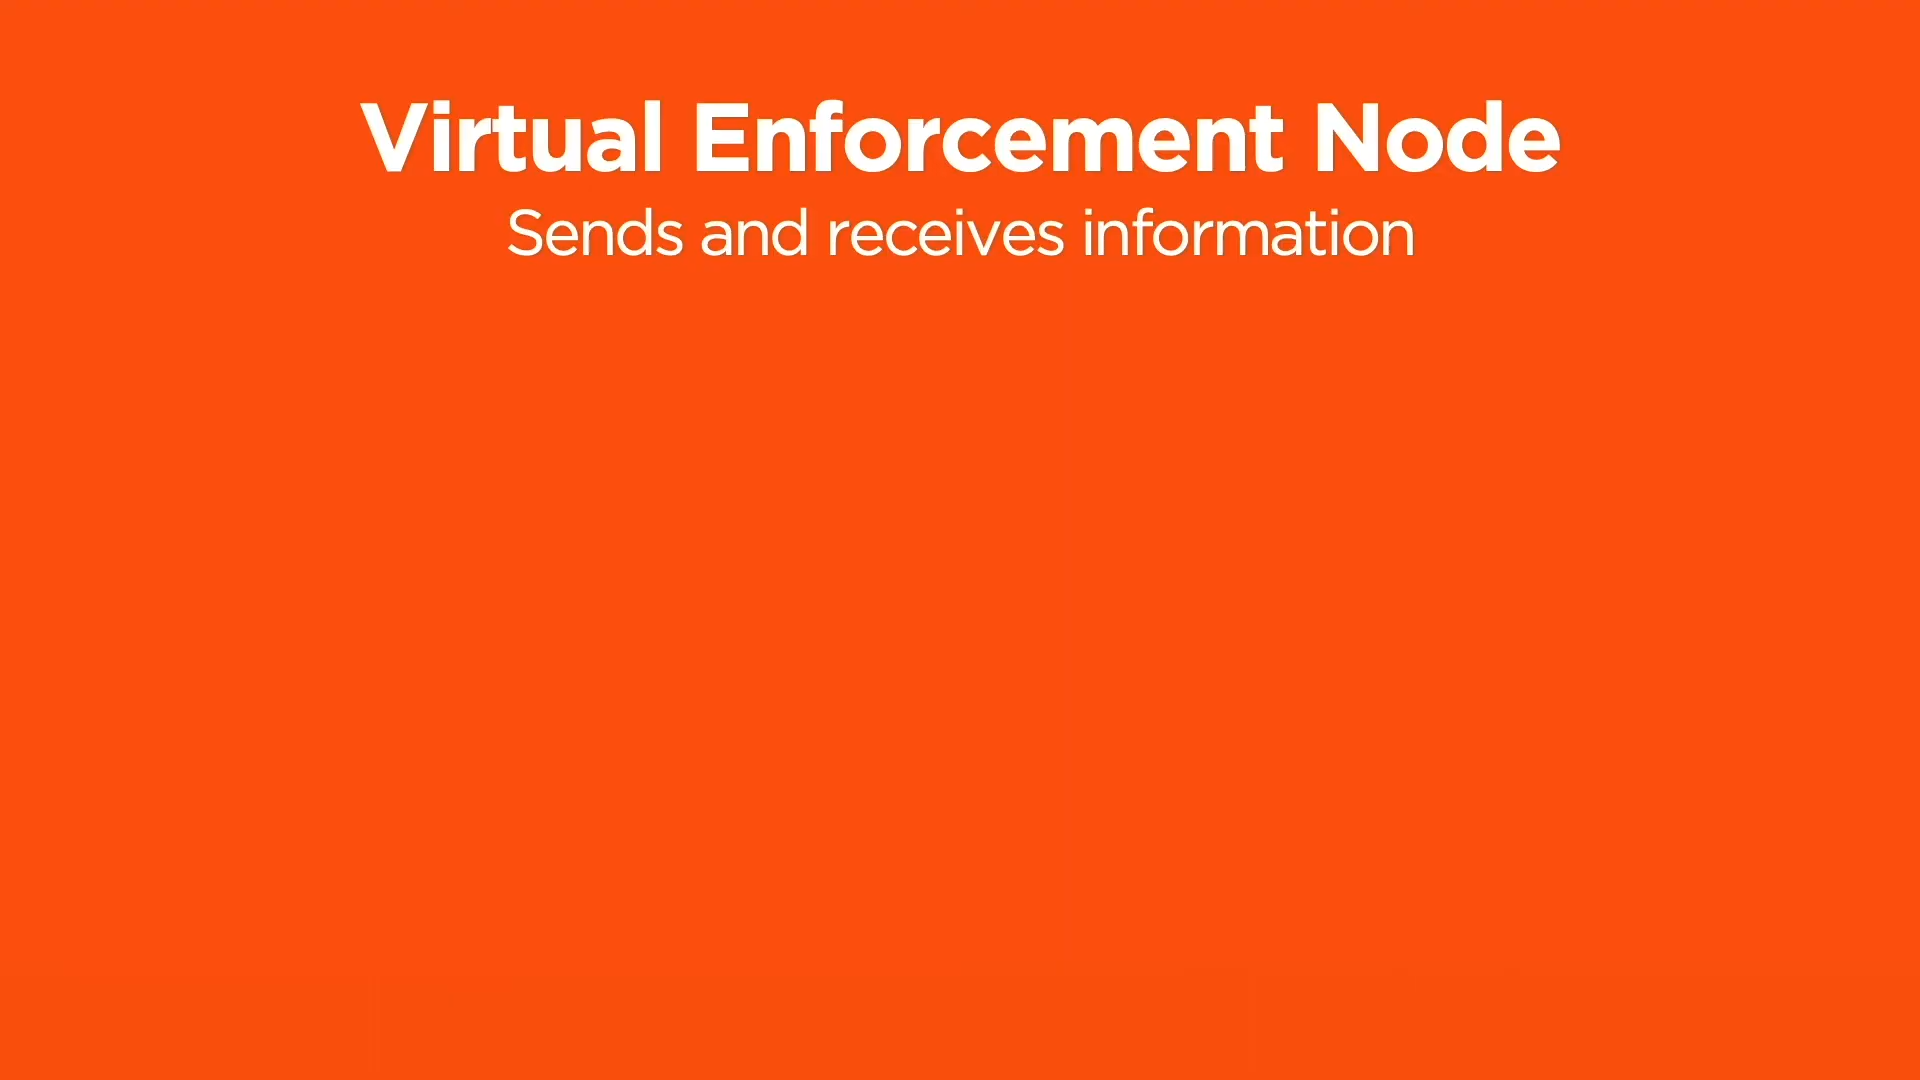 Virtual Enforcement Node
Sends and receives information